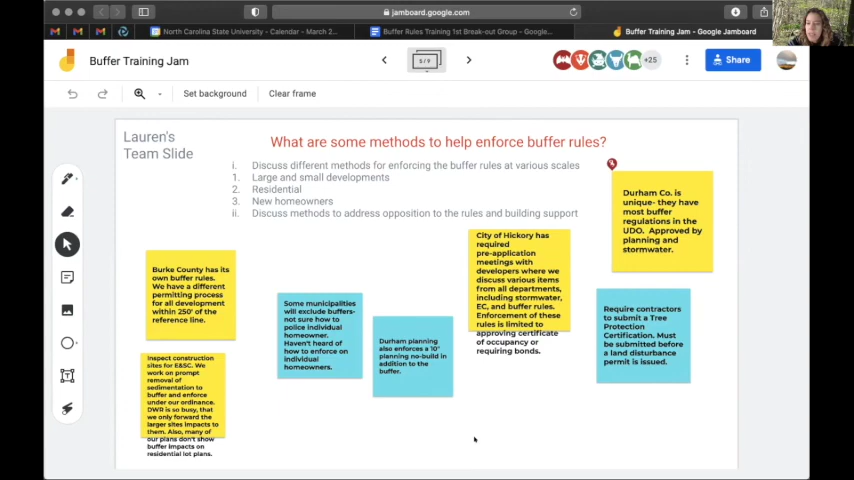 jamboard.google.com
North Carolina State University - Calendar - March 2...
Buffer Rules Training 1st Break-out Group - Google...
Buffer Training Jam - Google Jamboard
Buffer Training Jam
5 / 9
+25
Share
Set background
Clear frame
Lauren's
Team Slide
What are some methods to help enforce buffer rules?
i. Discuss different methods for enforcing the buffer rules at various scales
1. Large and small developments
2. Residential
3. New homeowners
ii. Discuss methods to address opposition to the rules and building support
Burke County has its
own buffer rules.
We have a different
permitting process
for all development
within 250' of the
reference line.
Inspect construction
sites for E&SC. We
work on prompt
removal of
sedimentation to
buffer and enforce
under our ordinance.
DWR is so busy, that
we only forward the
larger sites impacts to
them. Also, many of
our plans don't show
buffer impacts on
residential lot plans.
Some municipalities
will exclude buffers-
not sure how to
police individual
homeowner.
Haven't heard of
how to enforce on
individual
homeowners.
Durham planning
also enforces a 10"
planning no-build in
addition to the
buffer.
City of Hickory has
required
pre-application
meetings with
developers where we
discuss various items
from all departments,
including stormwater,
EC, and buffer rules.
Enforcement of these
rules is limited to
approving certificate
of occupancy or
requiring bonds.
Durham Co. is
unique- they have
most buffer
regulations in the
UDO. Approved by
planning and
stormwater.
Require contractors
to submit a Tree
Protection
Certification. Must
be submitted before
a land disturbance
permit is issued.